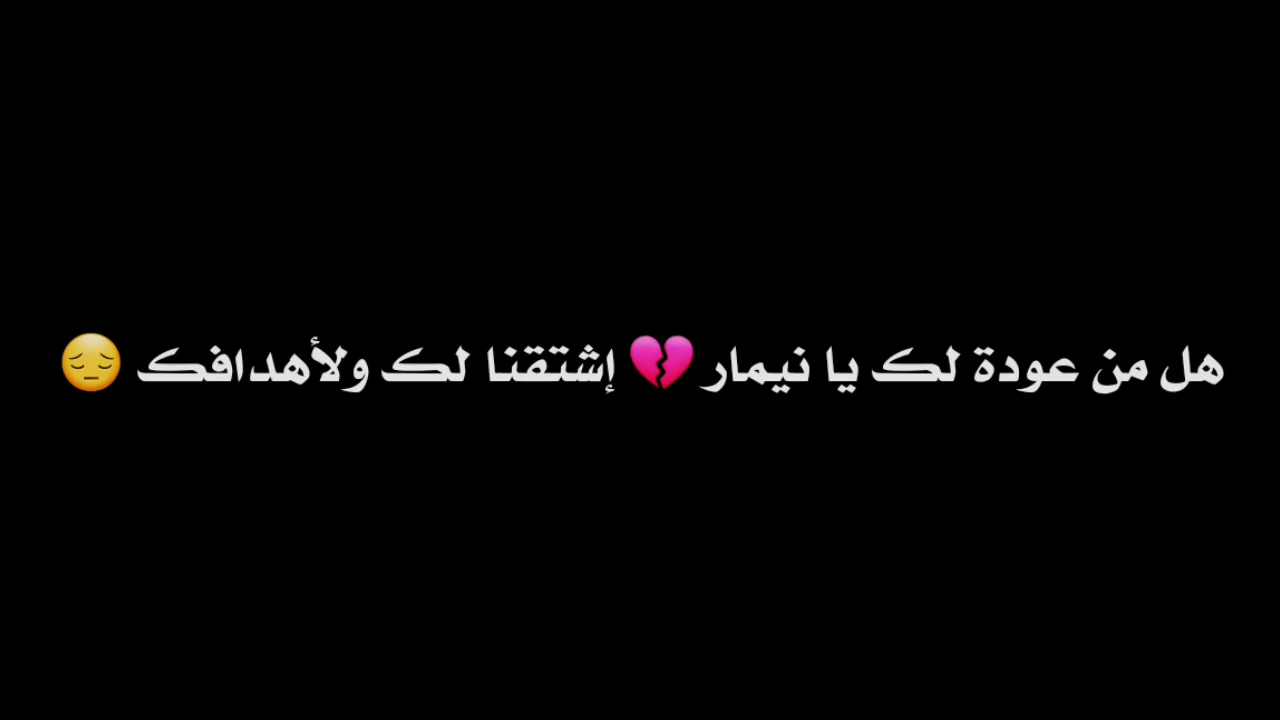 هل من عودة لك يا نيمار 💔 إشتقنا لك ولأهدافك 😔